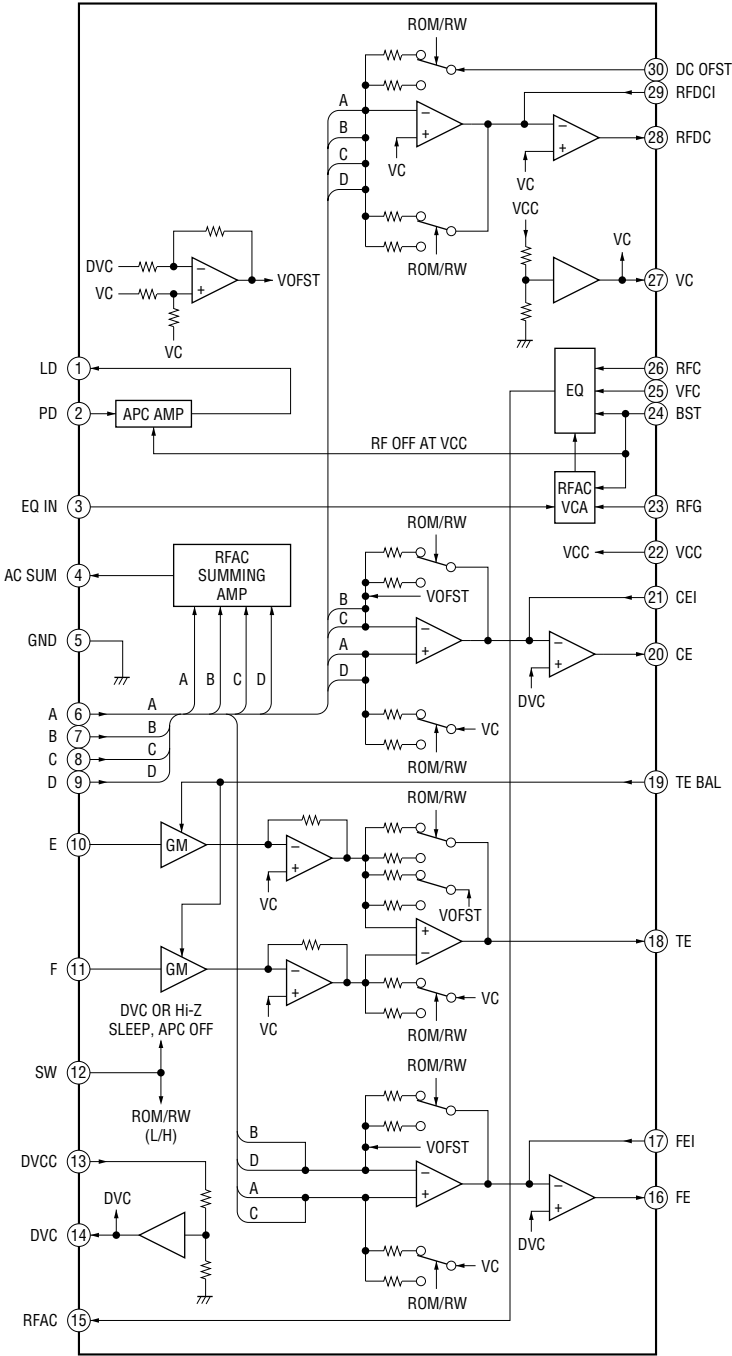 ROM/RW
30 DC OFST
29 RFDCI
A
28 RFDC
B
VC
C
D
VC
VCC
ROM/RW
VC
DVC
VOFST
VC
27 VC
VC
LD 1
26 RFC
EQ
25 VFC
PD 2
APC AMP
24 BST
RF OFF AT VCC
RFAC
VCA
EQ IN 3
23 RFG
ROM/RW
VCC
22 VCC
AC SUM 4
RFAC
SUMMING
AMP
VOFST
21 CEI
B
C
GND 5
A
20 CE
D
DVC
A B C D
A 6
A
VC
B 7
B
C 8
C
ROM/RW
D 9
D
19 TE BAL
ROM/RW
E 10
GM
VC
VOFST
18 TE
F 11
GM
VC
VC
DVC OR Hi-Z
SLEEP, APC OFF
ROM/RW
ROM/RW
SW 12
ROM/RW
(L/H)
B
VOFST
17 FEI
DVCC 13
D
A
16 FE
DVC
C
DVC
DVC 14
VC
ROM/RW
RFAC 15